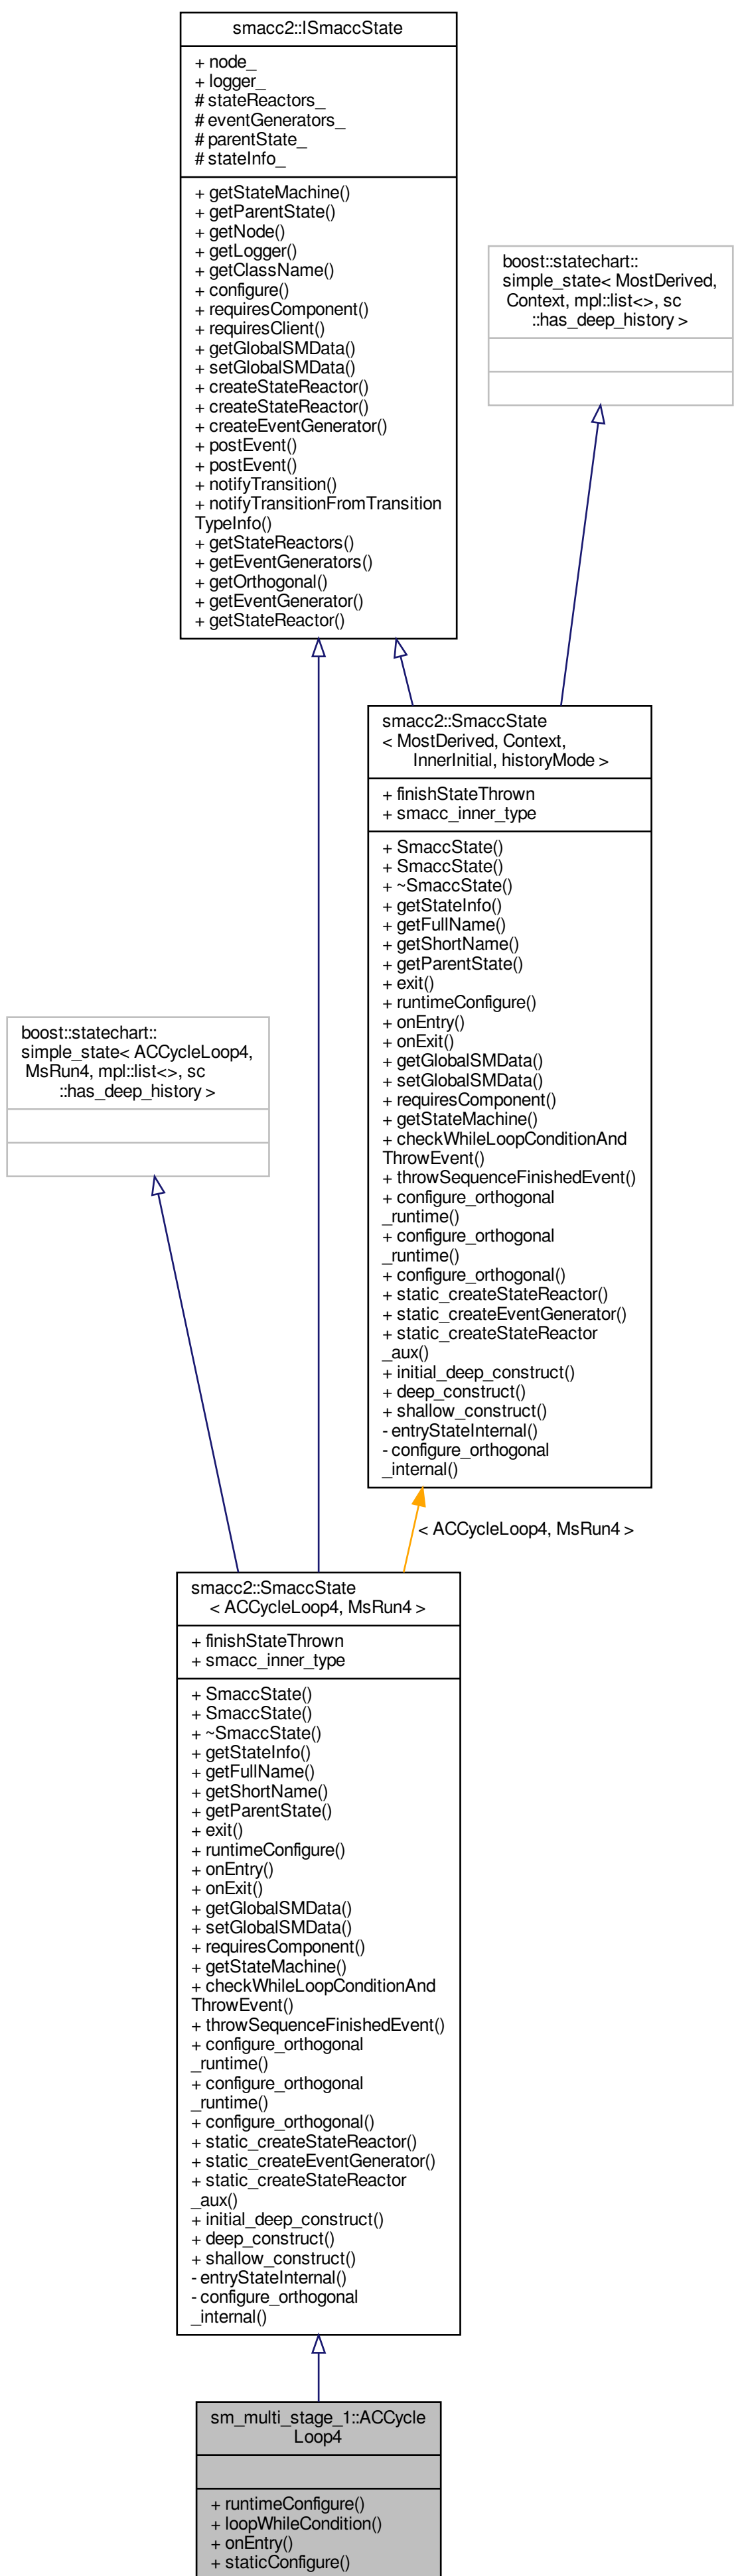 smacc2::ISmaccState
+ node_
+ logger_
# stateReactors_
# eventGenerators_
# parentState_
# stateInfo_
+ getStateMachine()
+ getParentState()
+ getNode()
+ getLogger()
+ getClassName()
+ configure()
+ requiresComponent()
+ requiresClient()
+ getGlobalSMData()
+ setGlobalSMData()
+ createStateReactor()
+ createStateReactor()
+ createEventGenerator()
+ postEvent()
+ postEvent()
+ notifyTransition()
+ notifyTransitionFromTransition
TypeInfo()
+ getStateReactors()
+ getEventGenerators()
+ getOrthogonal()
+ getEventGenerator()
+ getStateReactor()
boost::statechart::
simple_state< MostDerived,
Context, mpl::list<>, sc
::has_deep_history >
smacc2::SmaccState
< MostDerived, Context,
InnerInitial, historyMode >
+ finishStateThrown
+ smacc_inner_type
+ SmaccState()
+ SmaccState()
+ ~SmaccState()
+ getStateInfo()
+ getFullName()
+ getShortName()
+ getParentState()
+ exit()
+ runtimeConfigure()
+ onEntry()
+ onExit()
+ getGlobalSMData()
+ setGlobalSMData()
+ requiresComponent()
+ getStateMachine()
+ checkWhileLoopConditionAnd
ThrowEvent()
+ throwSequenceFinishedEvent()
+ configure_orthogonal
_runtime()
+ configure_orthogonal
_runtime()
+ configure_orthogonal()
+ static_createStateReactor()
+ static_createEventGenerator()
+ static_createStateReactor
_aux()
+ initial_deep_construct()
+ deep_construct()
+ shallow_construct()
- entryStateInternal()
- configure_orthogonal
_internal()
boost::statechart::
simple_state< ACCycleLoop4,
MsRun4, mpl::list<>, sc
::has_deep_history >
< ACCycleLoop4, MsRun4 >
smacc2::SmaccState
< ACCycleLoop4, MsRun4 >
+ finishStateThrown
+ smacc_inner_type
+ SmaccState()
+ SmaccState()
+ ~SmaccState()
+ getStateInfo()
+ getFullName()
+ getShortName()
+ getParentState()
+ exit()
+ runtimeConfigure()
+ onEntry()
+ onExit()
+ getGlobalSMData()
+ setGlobalSMData()
+ requiresComponent()
+ getStateMachine()
+ checkWhileLoopConditionAnd
ThrowEvent()
+ throwSequenceFinishedEvent()
+ configure_orthogonal
_runtime()
+ configure_orthogonal
_runtime()
+ configure_orthogonal()
+ static_createStateReactor()
+ static_createEventGenerator()
+ static_createStateReactor
_aux()
+ initial_deep_construct()
+ deep_construct()
+ shallow_construct()
- entryStateInternal()
- configure_orthogonal
_internal()
sm_multi_stage_1::ACCycle
Loop4
+ runtimeConfigure()
+ loopWhileCondition()
+ onEntry()
+ staticConfigure()